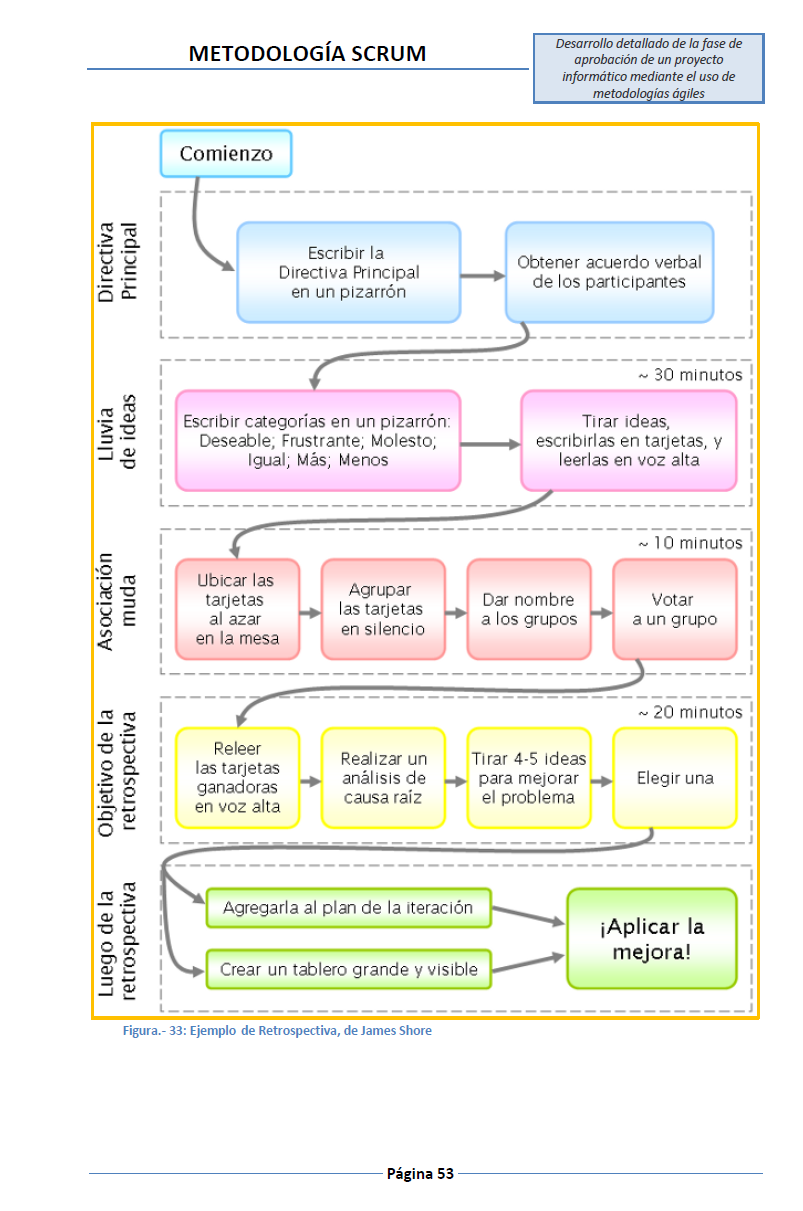 METODOLOGÍA SCRUM
Desarrollo detallado de la fase de
aprobación de un proyecto
informático mediante el uso de
metodologías ágiles
Comienzo
Directiva
Principal
Escribir la
Directiva Principal
en un pizarrón
Obtener acuerdo verbal
de los participantes
Lluvia
de ideas
~ 30 minutos
Escribir categorías en un pizarrón:
Deseable; Frustrante; Molesto;
Igual; Más; Menos
Tirar ideas,
escribirlas en tarjetas, y
leerlas en voz alta
Asociación
muda
~ 10 minutos
Ubicar las
tarjetas
al azar
en la mesa
Agrupar
las tarjetas
en silencio
Dar nombre
a los grupos
Votar
a un grupo
Objetivo de la
retrospectiva
~ 20 minutos
Releer
las tarjetas
ganadoras
en voz alta
Realizar un
análisis de
causa raíz
Tirar 4-5 ideas
para mejorar
el problema
Elegir una
Luego de la
retrospectiva
Agregarla al plan de la iteración
Crear un tablero grande y visible
¡Aplicar la
mejora!
Figura.- 33: Ejemplo de Retrospectiva, de James Shore
Página 53